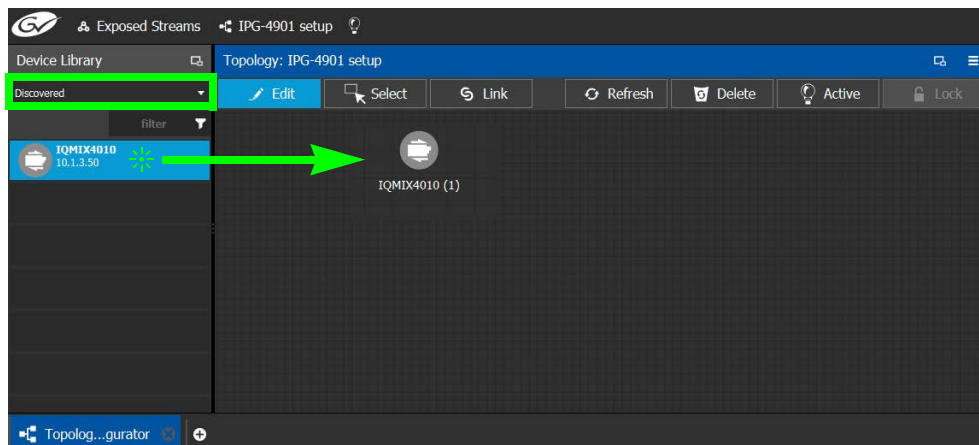 GV Exposed Streams IPG-4901 setup
Device Library Topology: IPG-4901 setup
Discovered Edit Select Link Refresh Delete Active Lock
filter
IQMIX4010
10.1.3.50
IQMIX4010 (1)
Topolog...gurator